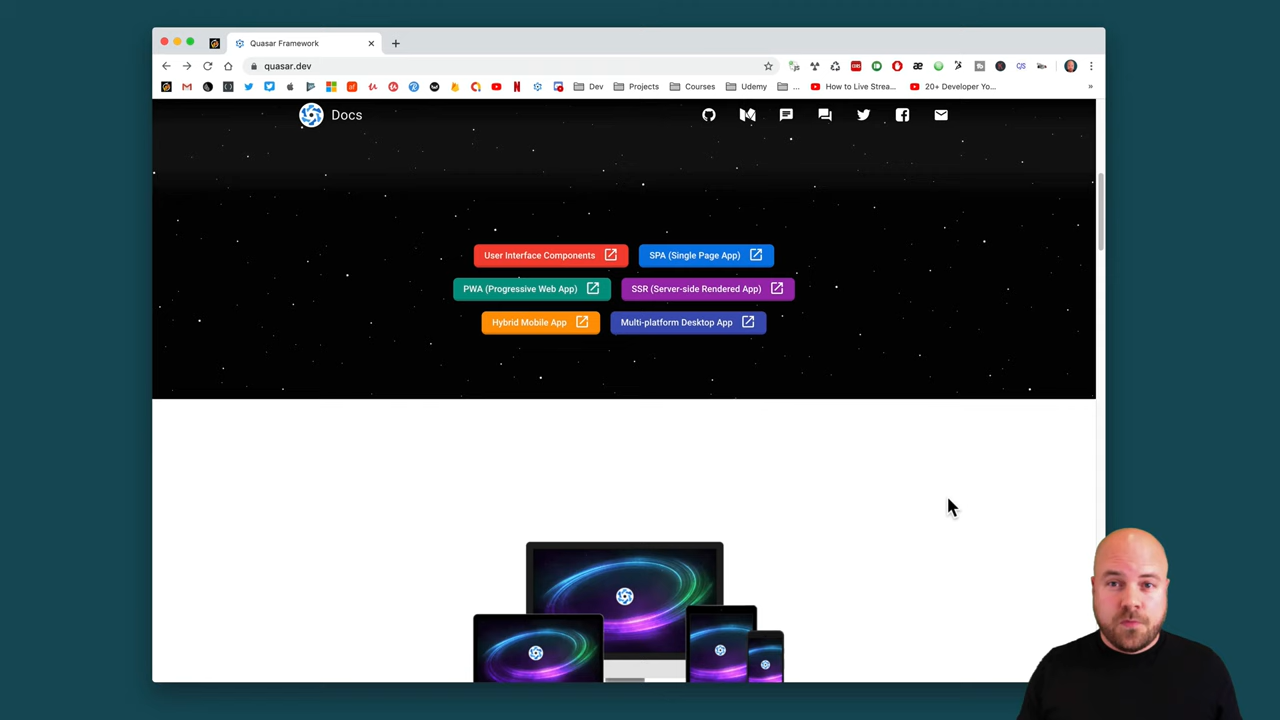 Quasar Framework
quasar.dev
Dev
Projects
Courses
Udemy
...
How to Live Strea...
20+ Developer Yo...
»
Docs
User Interface Components
SPA (Single Page App)
PWA (Progressive Web App)
SSR (Server-side Rendered App)
Hybrid Mobile App
Multi-platform Desktop App